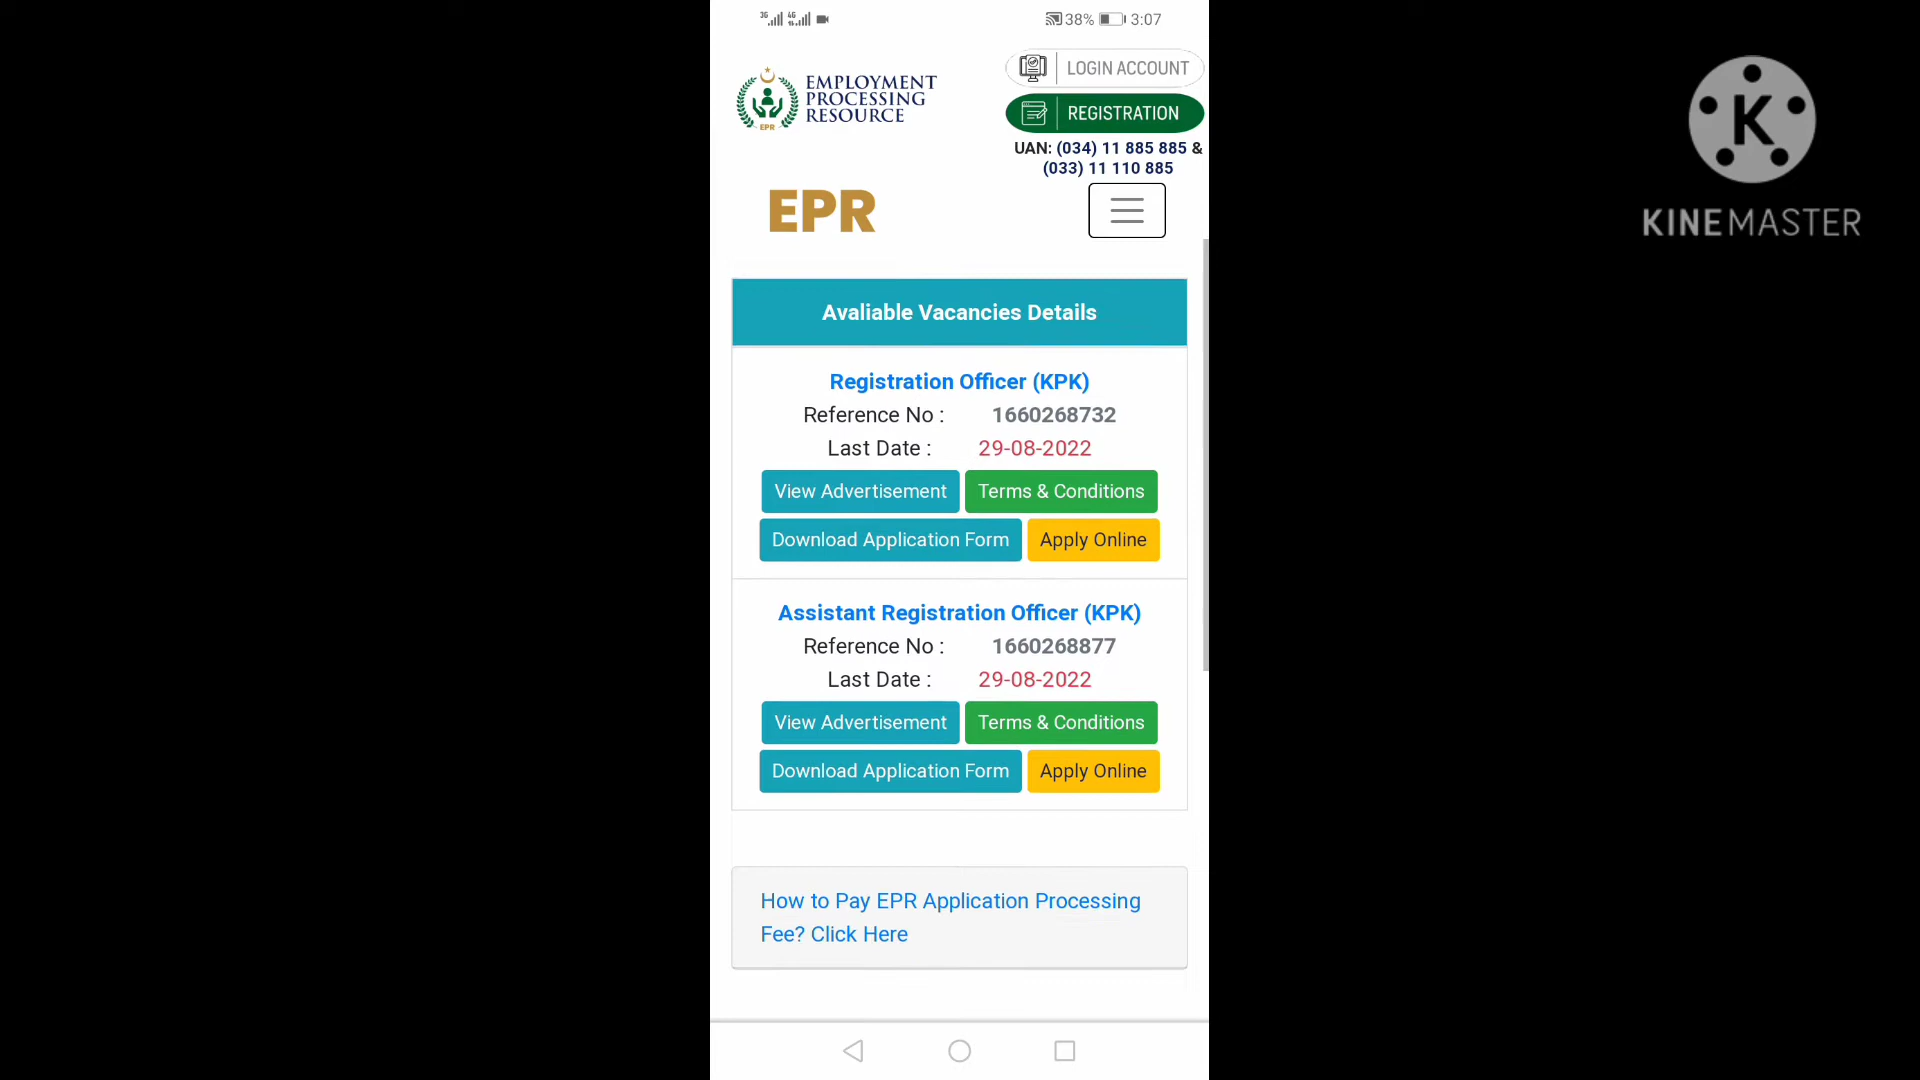 3G 4G 38% 3:07
EMPLOYMENT
PROCESSING
RESOURCE
EPR
LOGIN ACCOUNT
REGISTRATION
UAN: (034) 11 885 885 &
(033) 11 110 885
EPR
K
KINEMASTER
Avaliable Vacancies Details
Registration Officer (KPK)
Reference No : 1660268732
Last Date : 29-08-2022
View Advertisement Terms & Conditions
Download Application Form Apply Online
Assistant Registration Officer (KPK)
Reference No : 1660268877
Last Date : 29-08-2022
View Advertisement Terms & Conditions
Download Application Form Apply Online
How to Pay EPR Application Processing
Fee? Click Here